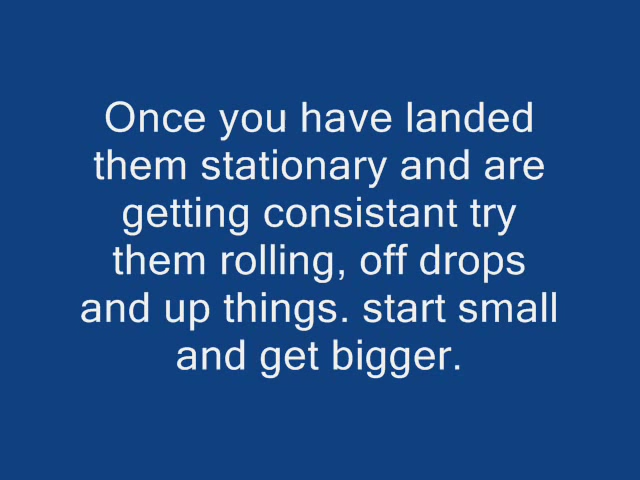 Once you have landed
them stationary and are
getting consistant try
them rolling, off drops
and up things. start small
and get bigger.